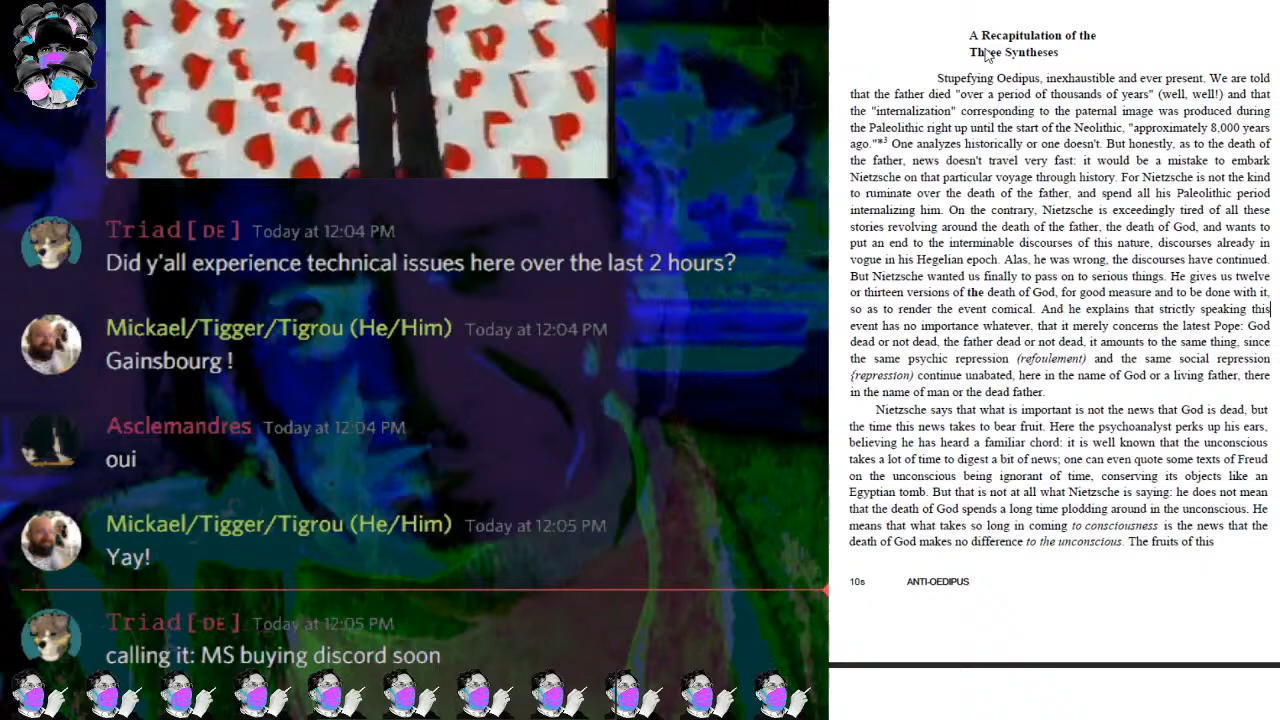 Triad[DE] Today at 12:04 PM
Did y'all experience technical issues here over the last 2 hours?
Mickael/Tigger/Tigrou (He/Him) Today at 12:04 PM
Gainsbourg !
Asclemandres Today at 12:04 PM
oui
Mickael/Tigger/Tigrou (He/Him) Today at 12:05 PM
Yay!
Triad[DE] Today at 12:05 PM
calling it: MS buying discord soon
A Recapitulation of the
Three Syntheses
Stupefying Oedipus, inexhaustible and ever present. We are told
that the father died "over a period of thousands of years" (well, well!) and that
the "internalization" corresponding to the paternal image was produced during
the Paleolithic right up until the start of the Neolithic, "approximately 8,000 years
ago."*³ One analyzes historically or one doesn't. But honestly, as to the death of
the father, news doesn't travel very fast: it would be a mistake to embark
Nietzsche on that particular voyage through history. For Nietzsche is not the kind
to ruminate over the death of the father, and spend all his Paleolithic period
internalizing him. On the contrary, Nietzsche is exceedingly tired of all these
stories revolving around the death of the father, the death of God, and wants to
put an end to the interminable discourses of this nature, discourses already in
vogue in his Hegelian epoch. Alas, he was wrong, the discourses have continued.
But Nietzsche wanted us finally to pass on to serious things. He gives us twelve
or thirteen versions of the death of God, for good measure and to be done with it,
so as to render the event comical. And he explains that strictly speaking this
event has no importance whatever, that it merely concerns the latest Pope: God
dead or not dead, the father dead or not dead, it amounts to the same thing, since
the same psychic repression (refoulement) and the same social repression
{repression) continue unabated, here in the name of God or a living father, there
in the name of man or the dead father.
Nietzsche says that what is important is not the news that God is dead, but
the time this news takes to bear fruit. Here the psychoanalyst perks up his ears,
believing he has heard a familiar chord: it is well known that the unconscious
takes a lot of time to digest a bit of news; one can even quote some texts of Freud
on the unconscious being ignorant of time, conserving its objects like an
Egyptian tomb. But that is not at all what Nietzsche is saying: he does not mean
that the death of God spends a long time plodding around in the unconscious. He
means that what takes so long in coming to consciousness is the news that the
death of God makes no difference to the unconscious. The fruits of this
10s ANTI-OEDIPUS